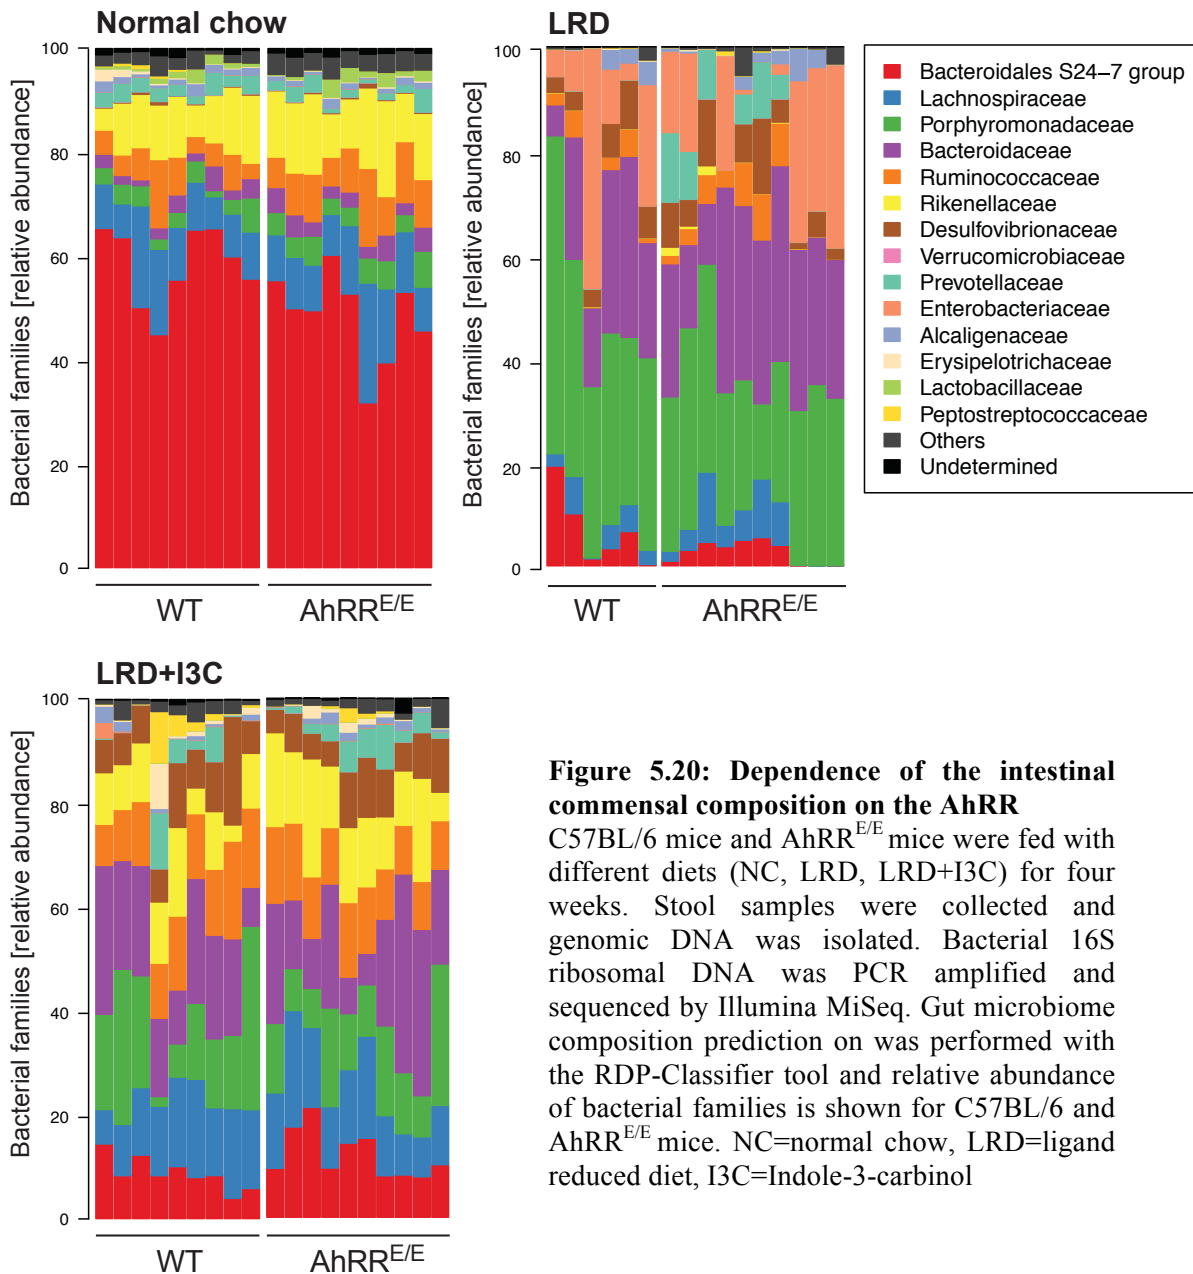 Normal chow
Bacterial families [relative abundance]
100
80
60
40
20
0
WT
AhRR^E/E
LRD
Bacterial families [relative abundance]
100
80
60
40
20
0
WT
AhRR^E/E
Bacteroidales S24–7 group
Lachnospiraceae
Porphyromonadaceae
Bacteroidaceae
Ruminococcaceae
Rikenellaceae
Desulfovibrionaceae
Verrucomicrobiaceae
Prevotellaceae
Enterobacteriaceae
Alcaligenaceae
Erysipelotrichaceae
Lactobacillaceae
Peptostreptococcaceae
Others
Undetermined
LRD+I3C
Bacterial families [relative abundance]
100
80
60
40
20
0
WT
AhRR^E/E
Figure 5.20: Dependence of the intestinal
commensal composition on the AhRR
C57BL/6 mice and AhRR^E/E mice were fed with
different diets (NC, LRD, LRD+I3C) for four
weeks. Stool samples were collected and
genomic DNA was isolated. Bacterial 16S
ribosomal DNA was PCR amplified and
sequenced by Illumina MiSeq. Gut microbiome
composition prediction on was performed with
the RDP-Classifier tool and relative abundance
of bacterial families is shown for C57BL/6 and
AhRR^E/E mice. NC=normal chow, LRD=ligand
reduced diet, I3C=Indole-3-carbinol